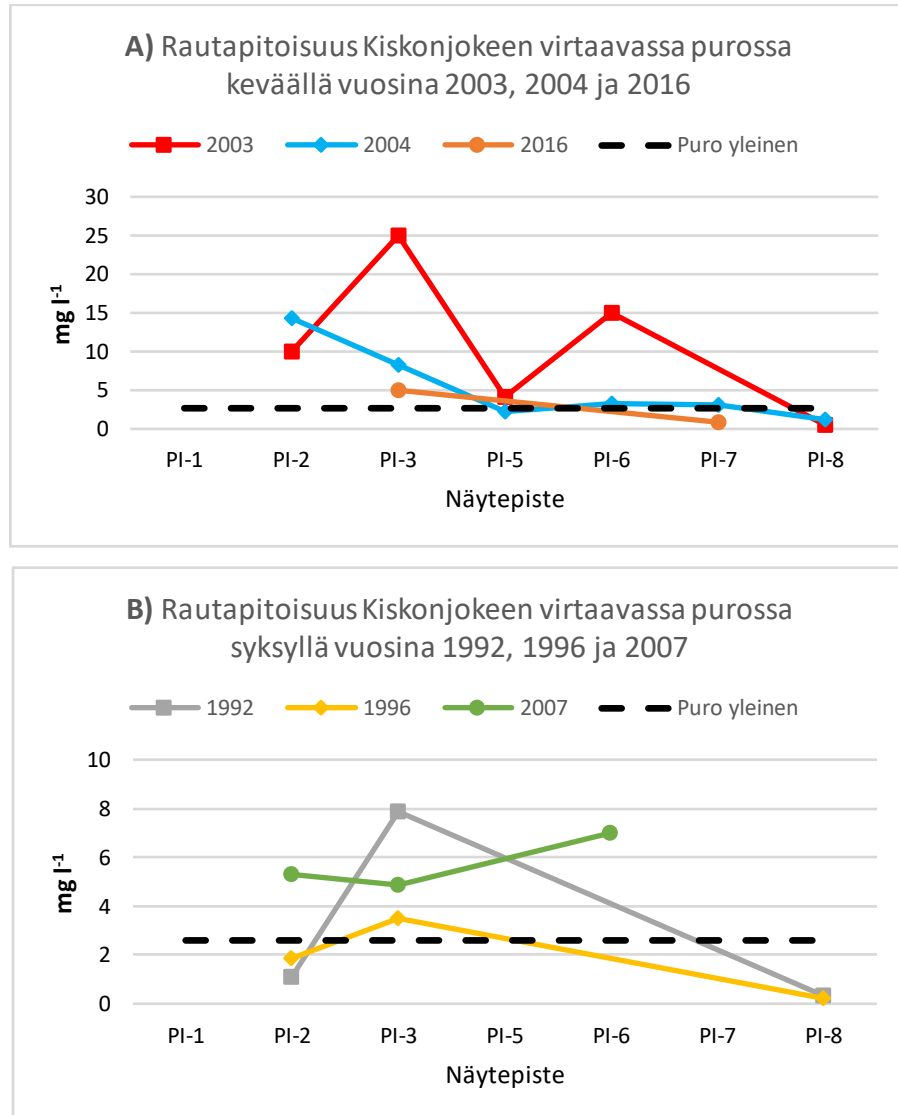 A) Rautapitoisuus Kiskonjokeen virtaavassa purossa
keväällä vuosina 2003, 2004 ja 2016
2003 2004 2016 Puro yleinen
30
25
20
15
10
5
0
mg l⁻¹
PI-1 PI-2 PI-3 PI-5 PI-6 PI-7 PI-8
Näytepiste
B) Rautapitoisuus Kiskonjokeen virtaavassa purossa
syksyllä vuosina 1992, 1996 ja 2007
1992 1996 2007 Puro yleinen
10
8
6
4
2
0
mg l⁻¹
PI-1 PI-2 PI-3 PI-5 PI-6 PI-7 PI-8
Näytepiste